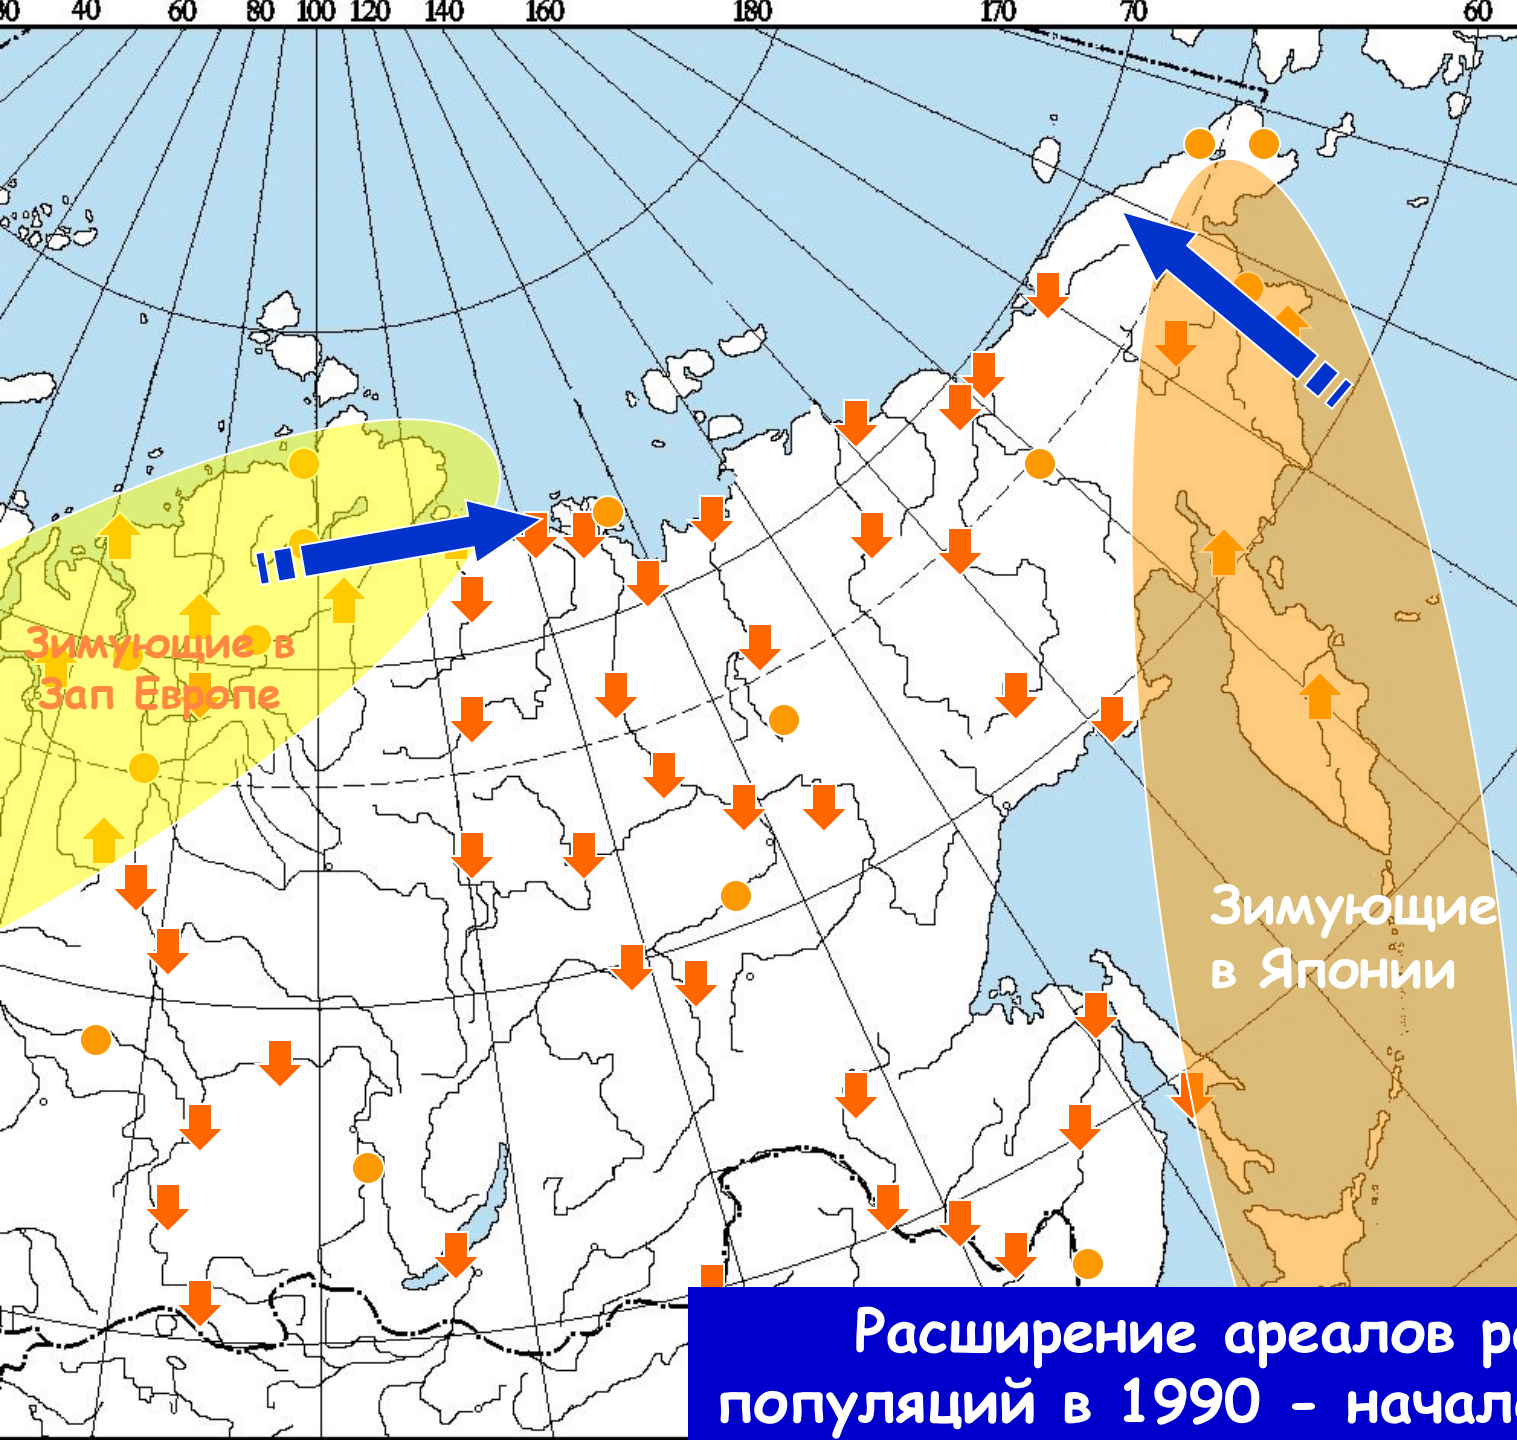 40 60 80 100 120 140 160 180 170 70 60
Зимующие в
Зап Европе
Зимующие
в Японии
Расширение ареалов
популяций в 1990 - начал